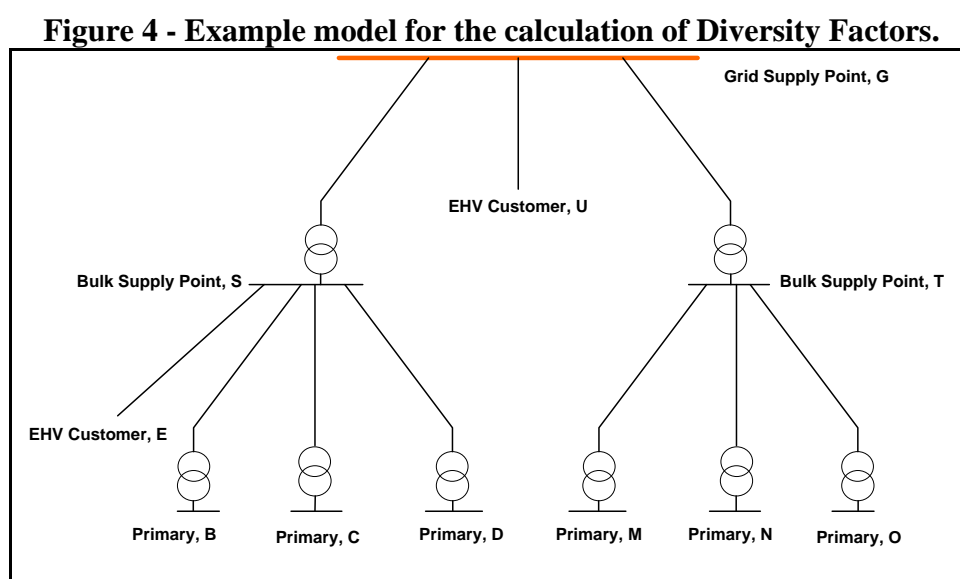 Figure 4 - Example model for the calculation of Diversity Factors.
Grid Supply Point, G
EHV Customer, U
Bulk Supply Point, S
Bulk Supply Point, T
EHV Customer, E
Primary, B
Primary, C
Primary, D
Primary, M
Primary, N
Primary, O